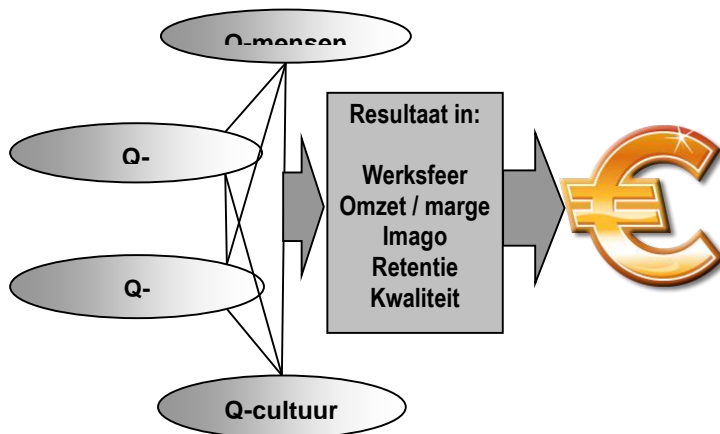 Q-mensen
Q-
Q-
Resultaat in:
Werksfeer
Omzet / marge
Imago
Retentie
Kwaliteit
Q-cultuur